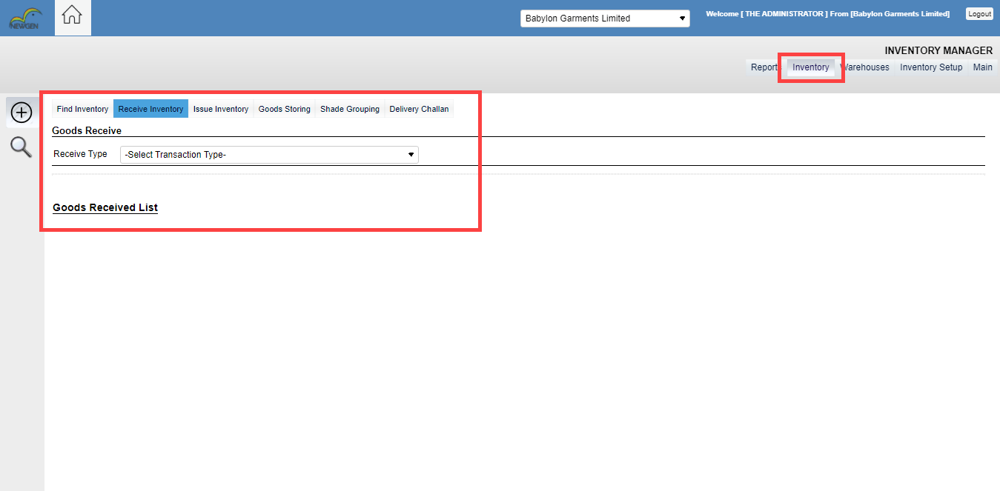 NEWGEN
Babylon Garments Limited
Welcome [ THE ADMINISTRATOR ] From [Babylon Garments Limited]
Logout
INVENTORY MANAGER
Report Inventory Warehouses Inventory Setup Main
Find Inventory Receive Inventory Issue Inventory Goods Storing Shade Grouping Delivery Challan
Goods Receive
Receive Type -Select Transaction Type-
Goods Received List